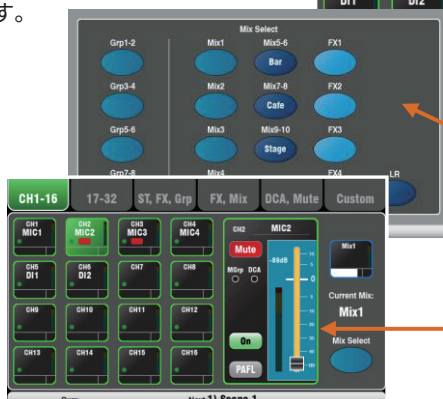 す。
DI1 DI2
Mix Select
Grp1-2 Mix1 Mix5-6 FX1
Bar
Grp3-4 Mix2 Mix7-8 FX2
Cafe
Grp5-6 Mix3 Mix9-10 FX3
Stage
Grp7-8 Mix4 FX4 LR
CH1-16 17-32 ST, FX, Grp FX, Mix DCA, Mute Custom
CH1 MIC1 CH2 MIC2 CH3 MIC3 CH4 MIC4
CH5 DI1 CH6 DI2 CH7 CH8
CH9 CH10 CH11 CH12
CH13 CH14 CH15 CH16
CH2 MIC2
Mute
-89dB
MGrp DCA
On
PAFL
Mix1
Current Mix:
Mix1
Mix Select